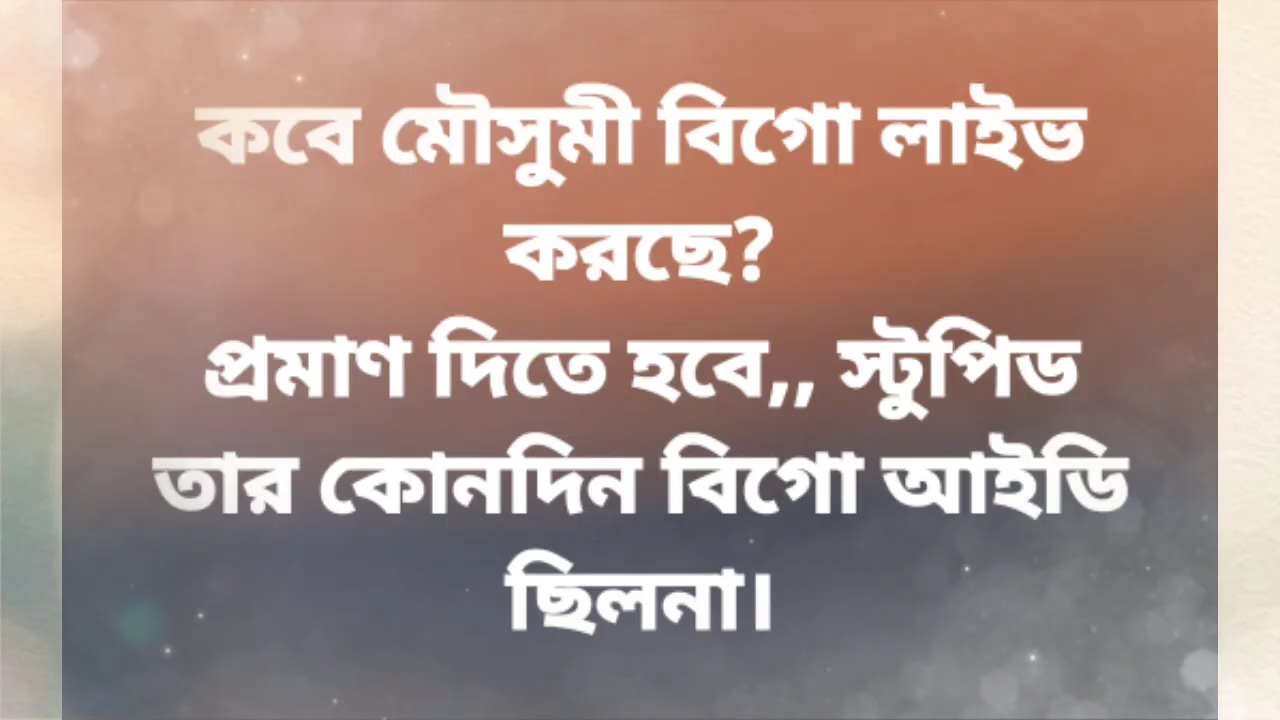 কবে মৌসুমী বিগো লাইভ
করছে?
প্রমাণ দিতে হবে,, স্টুপিড
তার কোনদিন বিগো আইডি
ছিলনা।